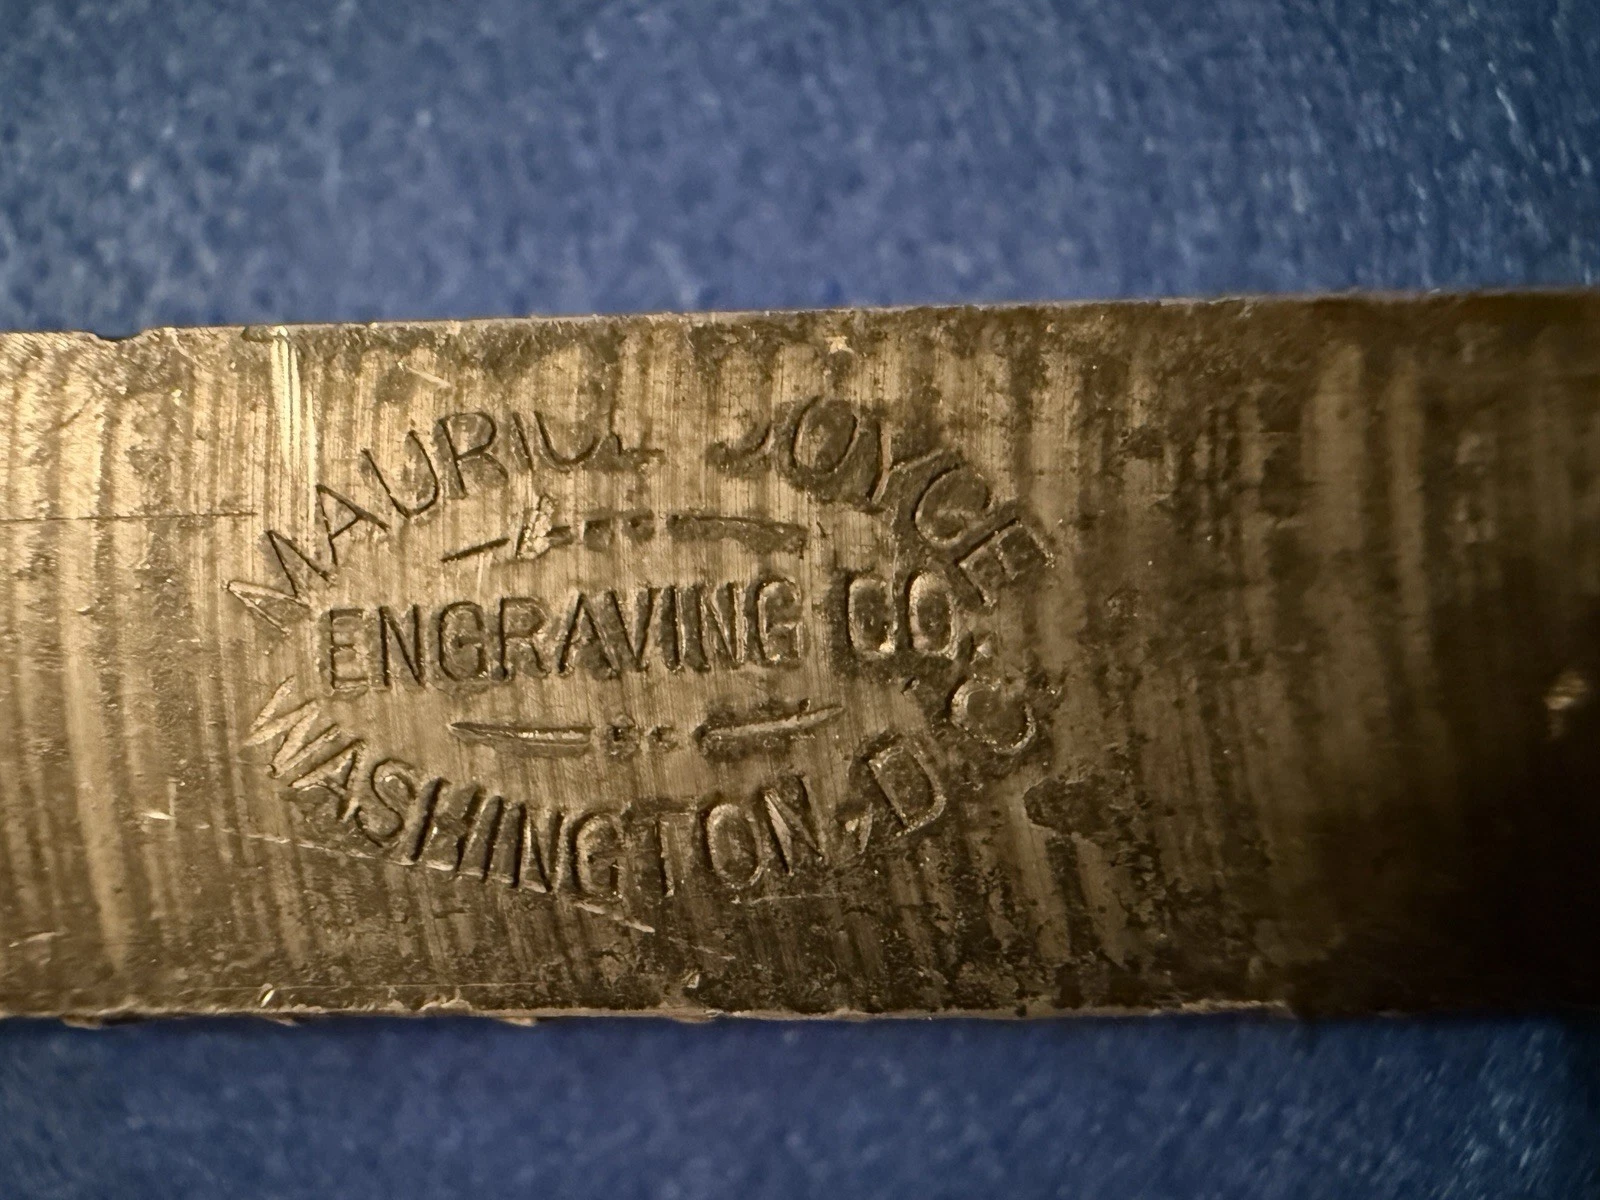 MAURICE JOYCE
ENGRAVING CO.
WASHINGTON, D.C.